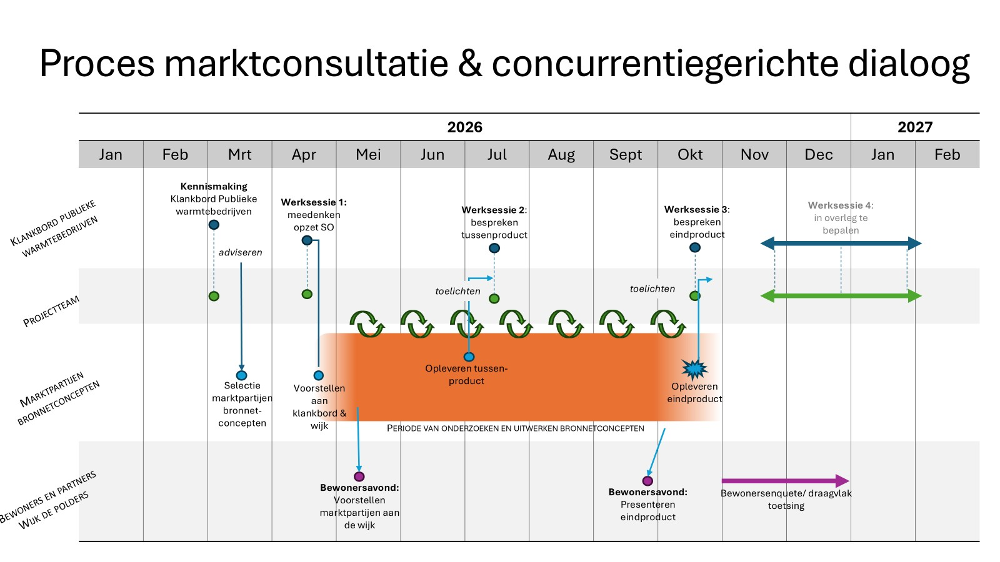 Proces marktconsultatie & concurrentiegerichte dialoog
2026
2027
Jan
Feb
Mrt
Apr
Mei
Jun
Jul
Aug
Sept
Okt
Nov
Dec
Jan
Feb
KLANKBORD PUBLIEKE
WARMTEBEDRIJVEN
Kennismaking
Klankbord Publieke
warmtebedrijven
adviseren
Werksessie 1:
meedenken
opzet SO
Werksessie 2:
bespreken
tussenproduct
Werksessie 3:
bespreken
eindproduct
Werksessie 4:
in overleg te
bepalen
PROJECTTEAM
toelichten
toelichten
MARKTPARTIJEN
BRONNETCONCEPTEN
Selectie
marktpartijen
bronnet-
concepten
Voorstellen
aan
klankbord &
wijk
Opleveren tussen-
product
Opleveren
eindproduct
PERIODE VAN ONDERZOEKEN EN UITWERKEN BRONNETCONCEPTEN
BEWONERS EN PARTNERS
WIJK DE POLDERS
Bewonersavond:
Voorstellen
marktpartijen aan
de wijk
Bewonersavond:
Presenteren
eindproduct
Bewonersenquete/ draagvlak
toetsing